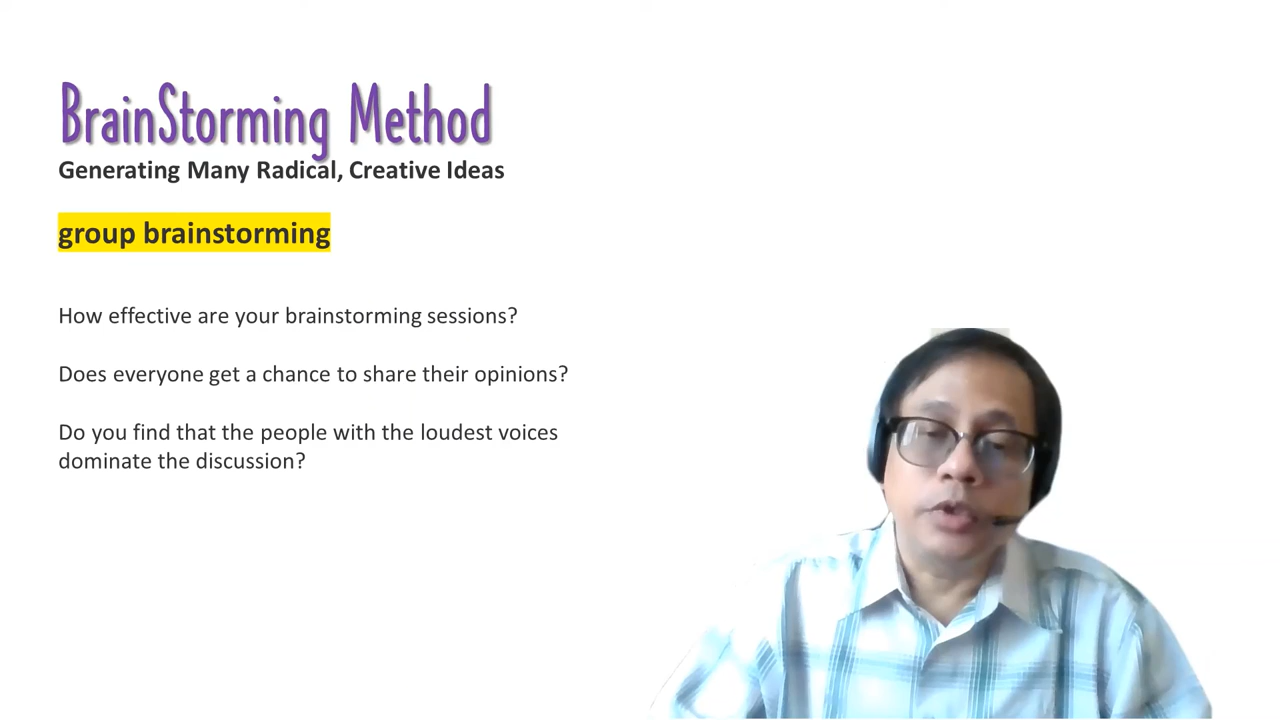 BrainStorming Method
Generating Many Radical, Creative Ideas
group brainstorming
How effective are your brainstorming sessions?
Does everyone get a chance to share their opinions?
Do you find that the people with the loudest voices
dominate the discussion?